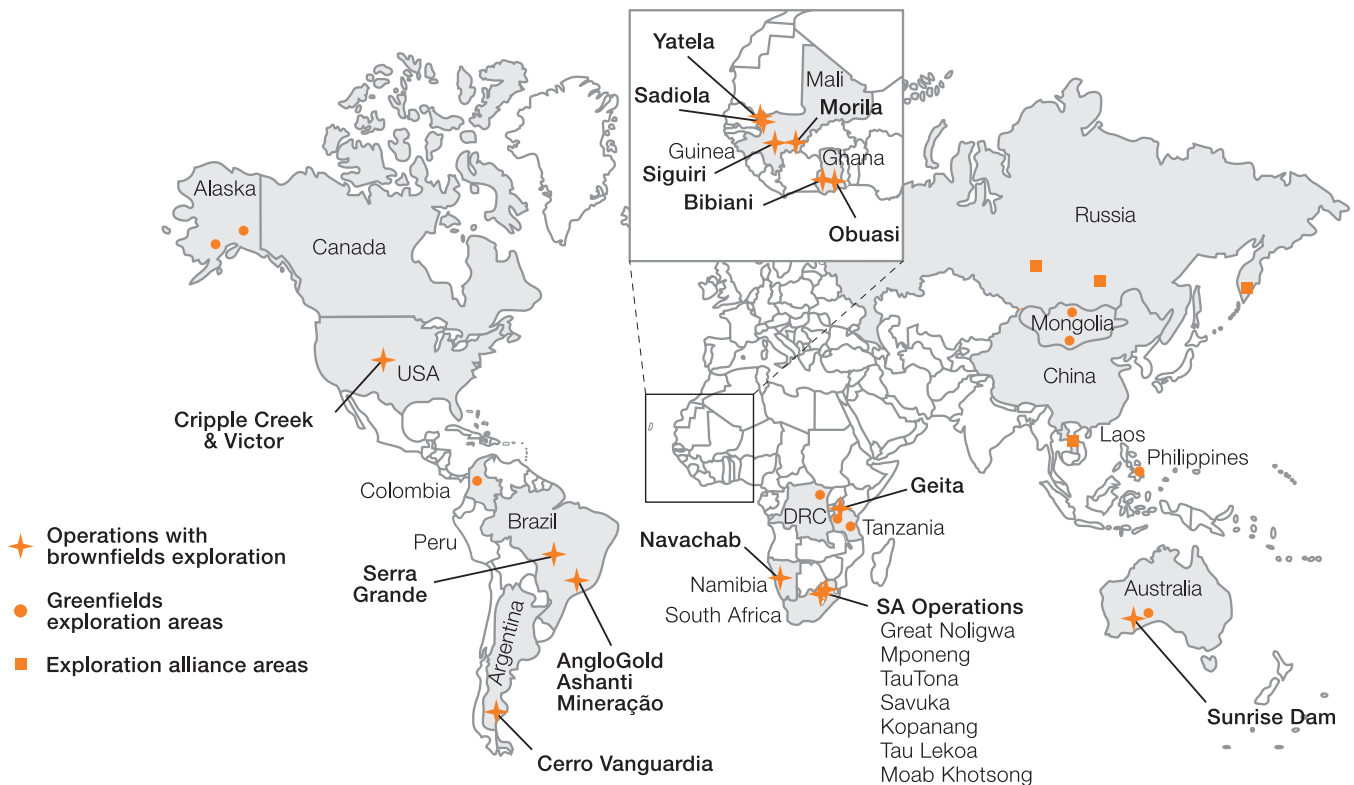 Yatela
Mali
Sadiola
Morila
Guinea
Ghana
Siguiri
Bibiani
Obuasi
Alaska
Canada
Russia
Mongolia
USA
China
Cripple Creek
& Victor
Laos
Philippines
Colombia
Geita
Brazil
DRC
Tanzania
Peru
Navachab
Serra
Grande
Namibia
Australia
South Africa
SA Operations
Great Noligwa
Mponeng
TauTona
Savuka
Kopanang
Tau Lekoa
Moab Khotsong
Argentina
AngloGold
Ashanti
Mineração
Sunrise Dam
Cerro Vanguardia
Operations with
brownfields exploration
Greenfields
exploration areas
Exploration alliance areas